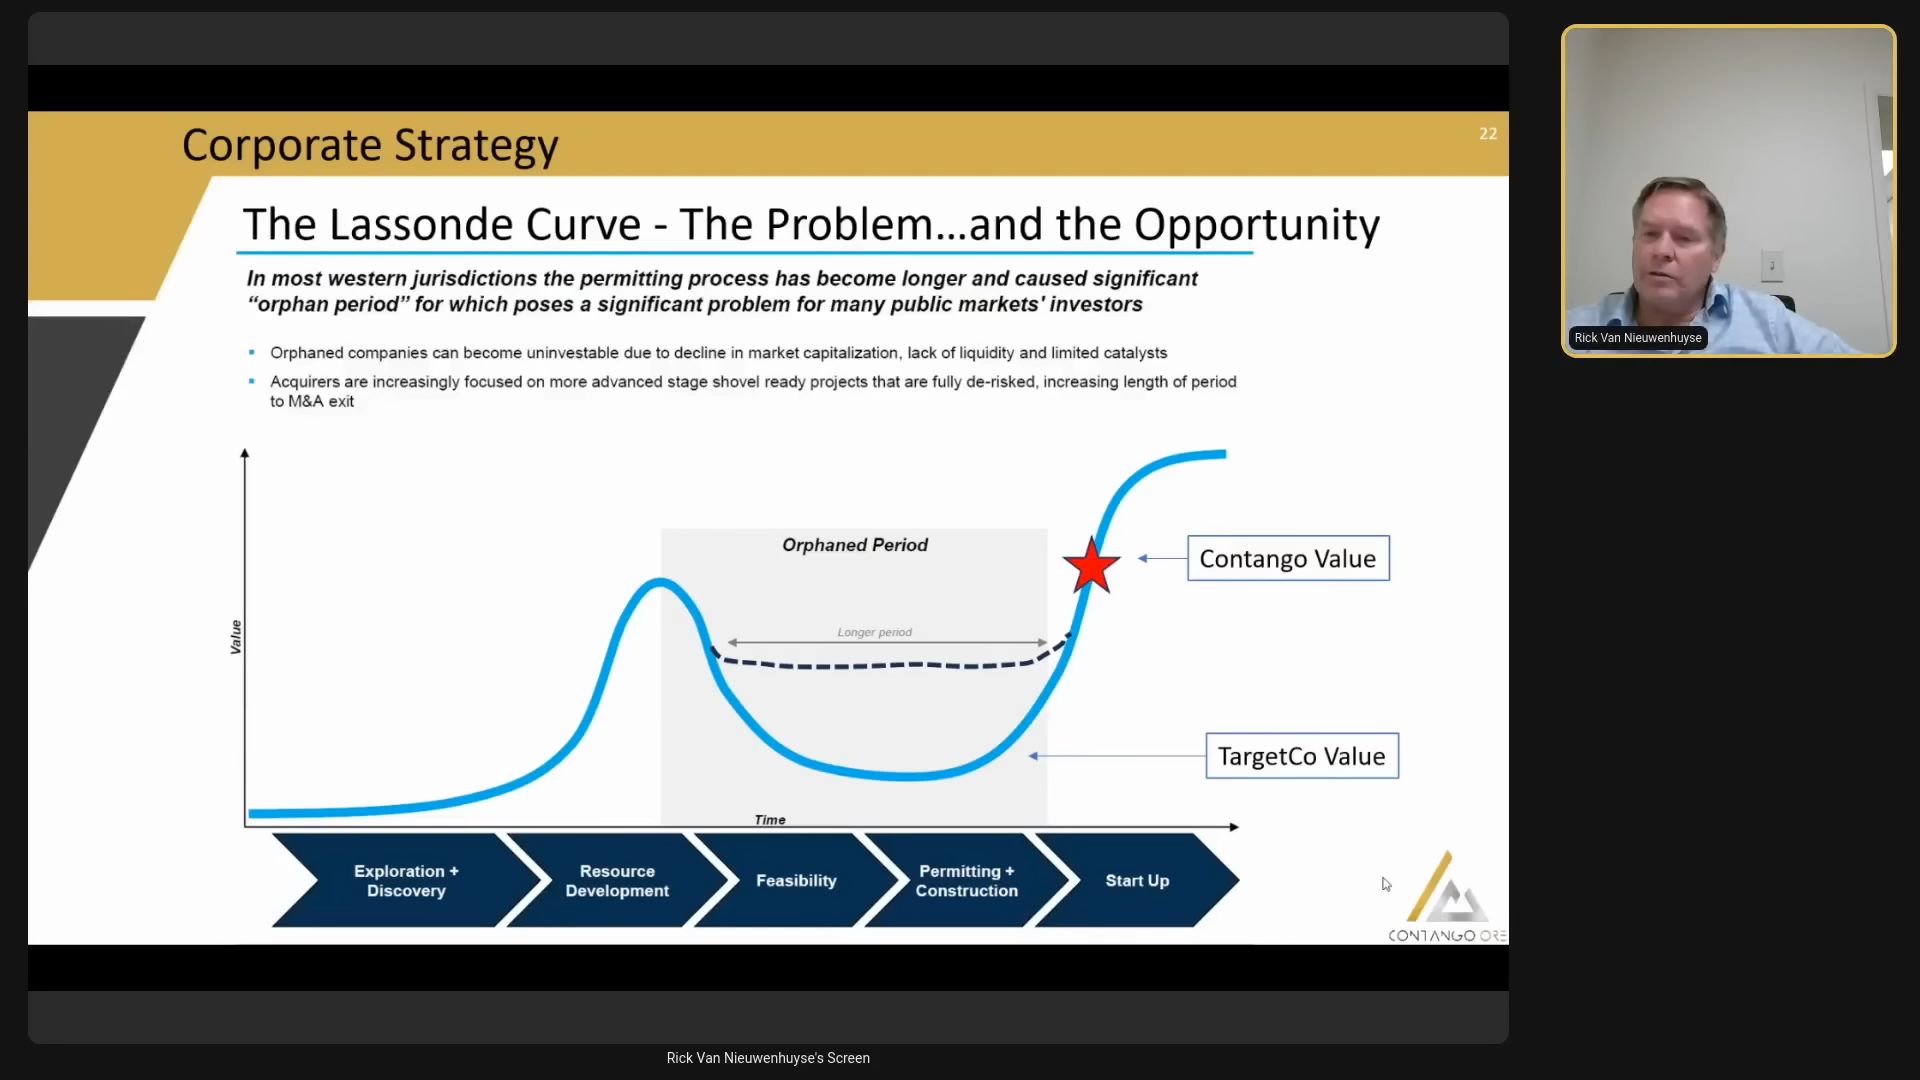 Corporate Strategy
22
The Lassonde Curve - The Problem...and the Opportunity
In most western jurisdictions the permitting process has become longer and caused significant
“orphan period” for which poses a significant problem for many public markets' investors
Orphaned companies can become uninvestable due to decline in market capitalization, lack of liquidity and limited catalysts
Acquirers are increasingly focused on more advanced stage shovel ready projects that are fully de-risked, increasing length of period
to M&A exit
Orphaned Period
Contango Value
Longer period
Value
TargetCo Value
Time
Exploration +
Discovery
Resource
Development
Feasibility
Permitting +
Construction
Start Up
CONTANGO ORE
Rick Van Nieuwenhuyse
Rick Van Nieuwenhuyse's Screen